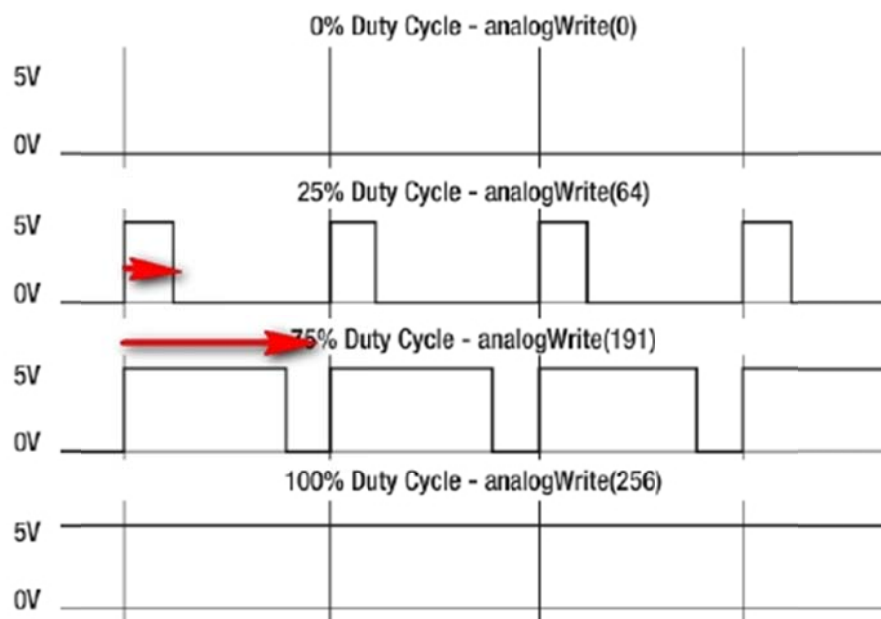 0% Duty Cycle - analogWrite(0)
5V
0V
25% Duty Cycle - analogWrite(64)
5V
0V
75% Duty Cycle - analogWrite(191)
5V
0V
100% Duty Cycle - analogWrite(256)
5V
0V